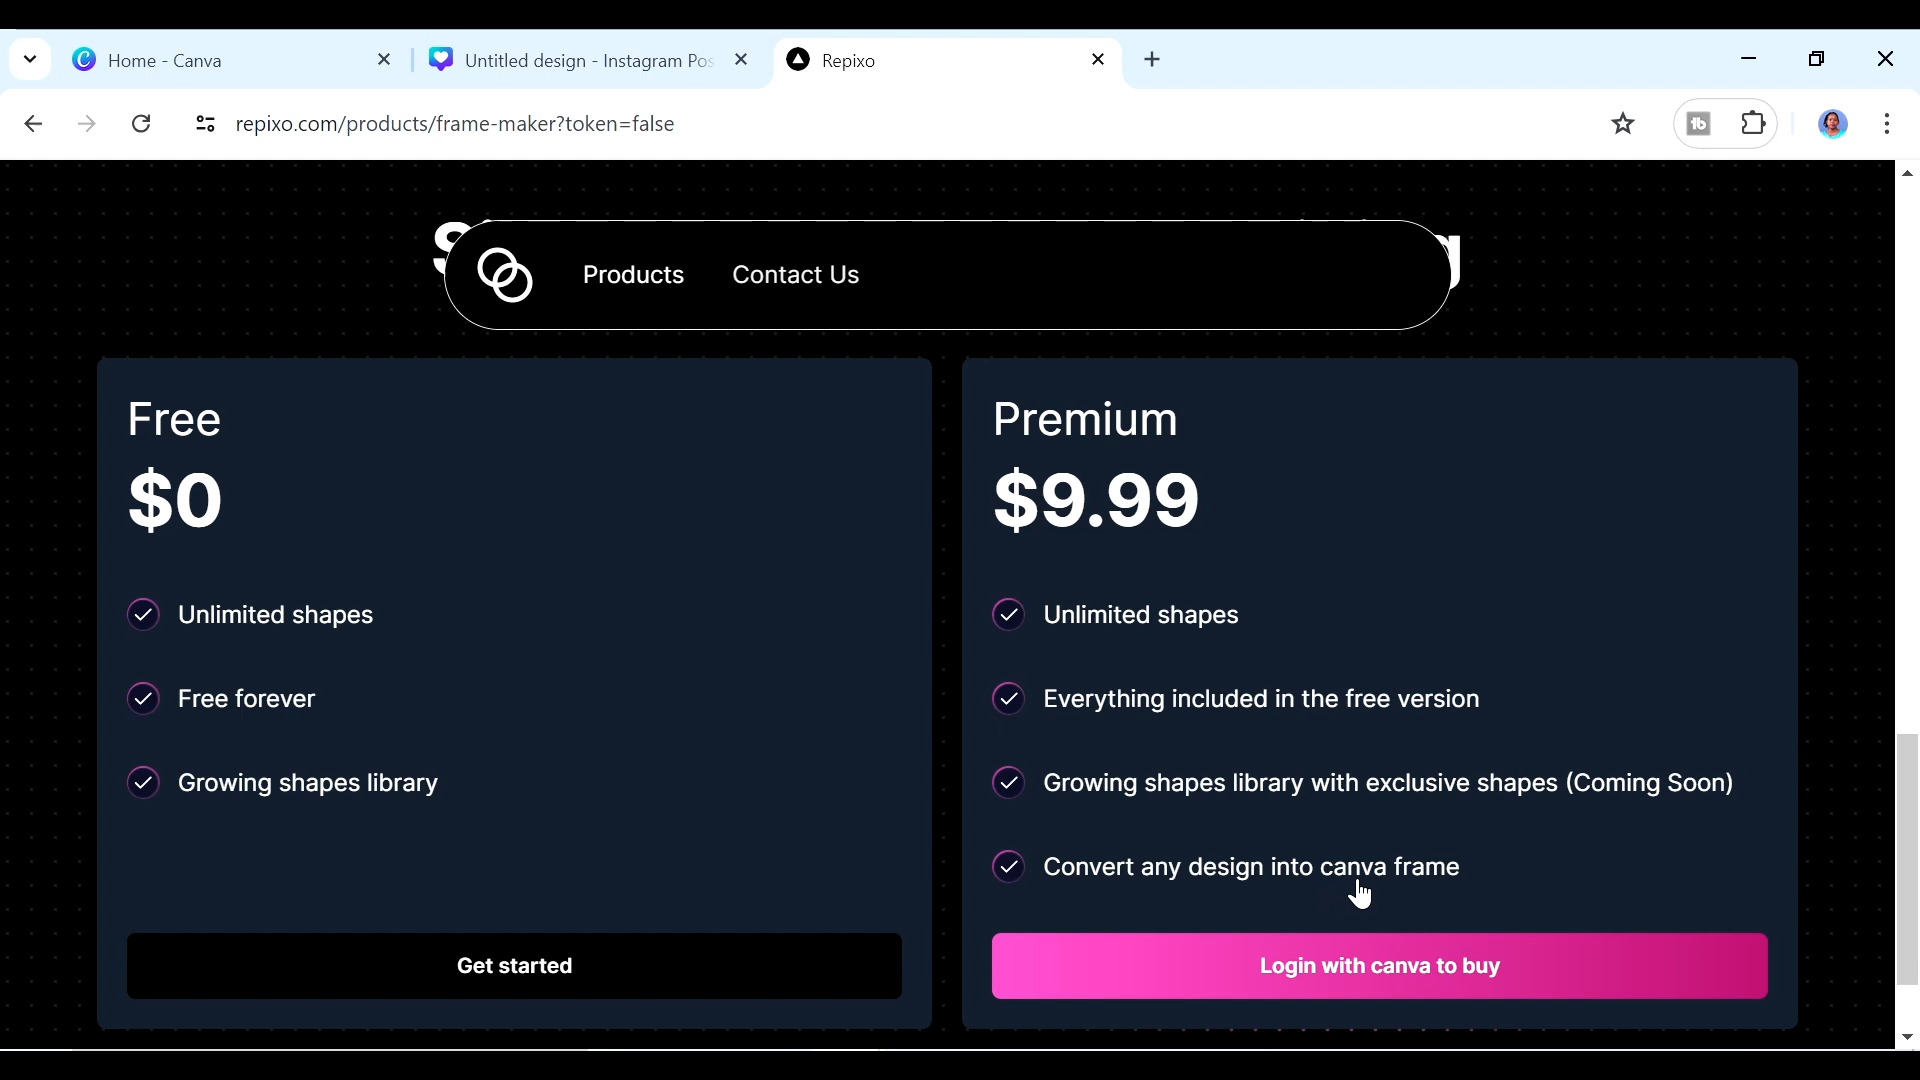 Home - Canva
Untitled design - Instagram Pos
Repixo
repixo.com/products/frame-maker?token=false
Products
Contact Us
Free
$0
Unlimited shapes
Free forever
Growing shapes library
Get started
Premium
$9.99
Unlimited shapes
Everything included in the free version
Growing shapes library with exclusive shapes (Coming Soon)
Convert any design into canva frame
Login with canva to buy